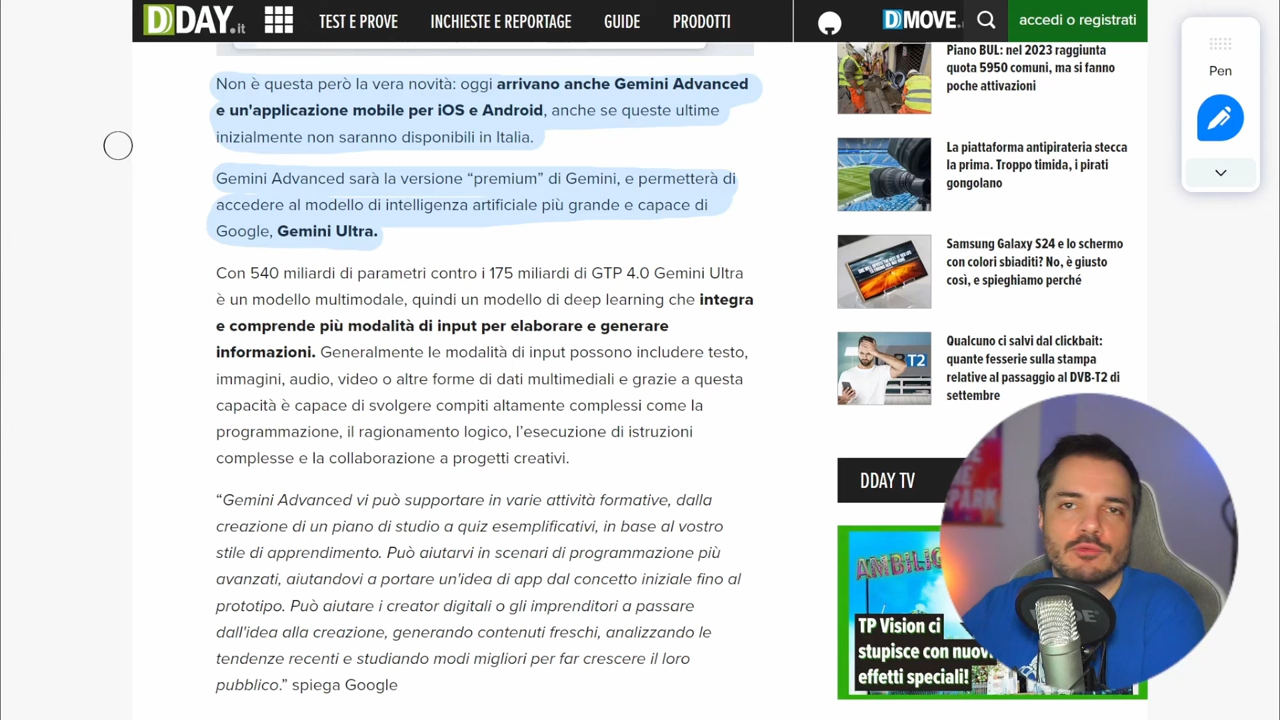 DDAY.it
TEST E PROVE
INCHIESTE E REPORTAGE
GUIDE
PRODOTTI
DMOVE.
accedi o registrati
Pen
Non è questa però la vera novità: oggi arrivano anche Gemini Advanced
e un'applicazione mobile per iOS e Android, anche se queste ultime
inizialmente non saranno disponibili in Italia.
Gemini Advanced sarà la versione “premium” di Gemini, e permetterà di
accedere al modello di intelligenza artificiale più grande e capace di
Google, Gemini Ultra.
Con 540 miliardi di parametri contro i 175 miliardi di GTP 4.0 Gemini Ultra
è un modello multimodale, quindi un modello di deep learning che integra
e comprende più modalità di input per elaborare e generare
informazioni. Generalmente le modalità di input possono includere testo,
immagini, audio, video o altre forme di dati multimediali e grazie a questa
capacità e capace di svolgere compiti altamente complessi come la
programmazione, il ragionamento logico, l'esecuzione di istruzioni
complesse e la collaborazione a progetti creativi.
“Gemini Advanced vi può supportare in varie attività formative, dalla
creazione di un piano di studio a quiz esemplificativi, in base al vostro
stile di apprendimento. Può aiutarvi in scenari di programmazione più
avanzati, aiutandovi a portare un'idea di app dal concetto iniziale fino al
prototipo. Può aiutare i creator digitali o gli imprenditori a passare
dall'idea alla creazione, generando contenuti freschi, analizzando le
tendenze recenti e studiando modi migliori per far crescere il loro
pubblico.” spiega Google
Piano BUL: nel 2023 raggiunta
quota 5950 comuni, ma si fanno
poche attivazioni
La piattaforma antipirateria stecca
la prima. Troppo timida, i pirati
gongolano
Samsung Galaxy S24 e lo schermo
con colori sbiaditi? No, è giusto
così, e spieghiamo perché
Qualcuno ci salvi dal clickbait:
quante fesserie sulla stampa
relative al passaggio al DVB-T2 di
settembre
T2
DDAY TV
AMBILIG
TP Vision ci
stupisce con nuov
effetti speciali!
PARK